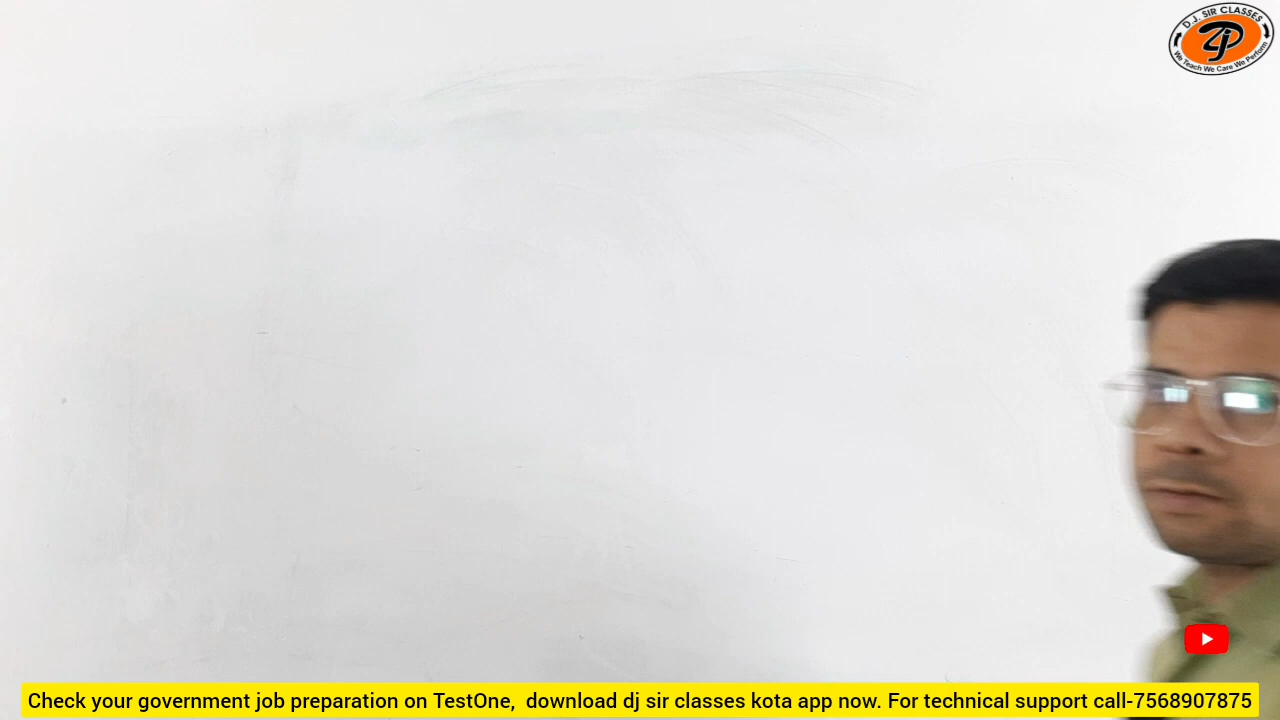 D.J. SIR CLASSES
We Teach We Care We Perform
Check your government job preparation on TestOne, download dj sir classes kota app now. For technical support call-7568907875